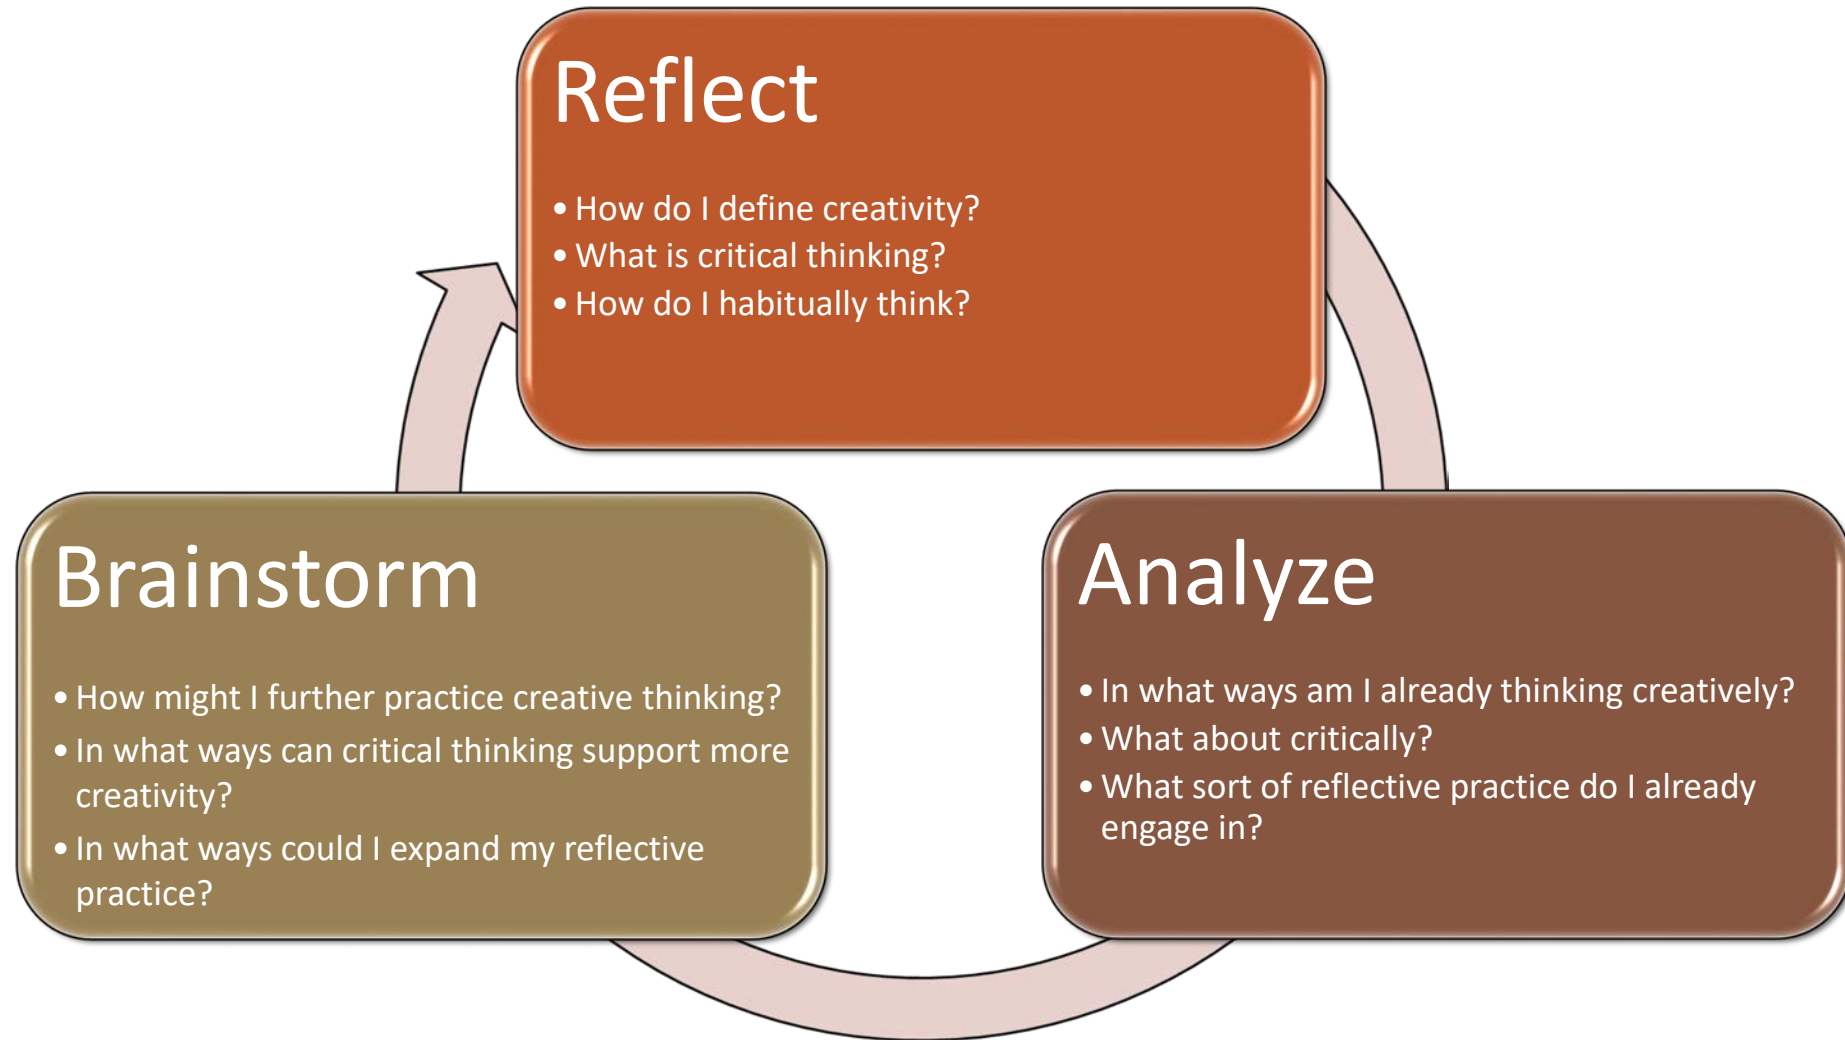 Reflect
• How do I define creativity?
• What is critical thinking?
• How do I habitually think?
Analyze
• In what ways am I already thinking creatively?
• What about critically?
• What sort of reflective practice do I already
engage in?
Brainstorm
• How might I further practice creative thinking?
• In what ways can critical thinking support more
creativity?
• In what ways could I expand my reflective
practice?